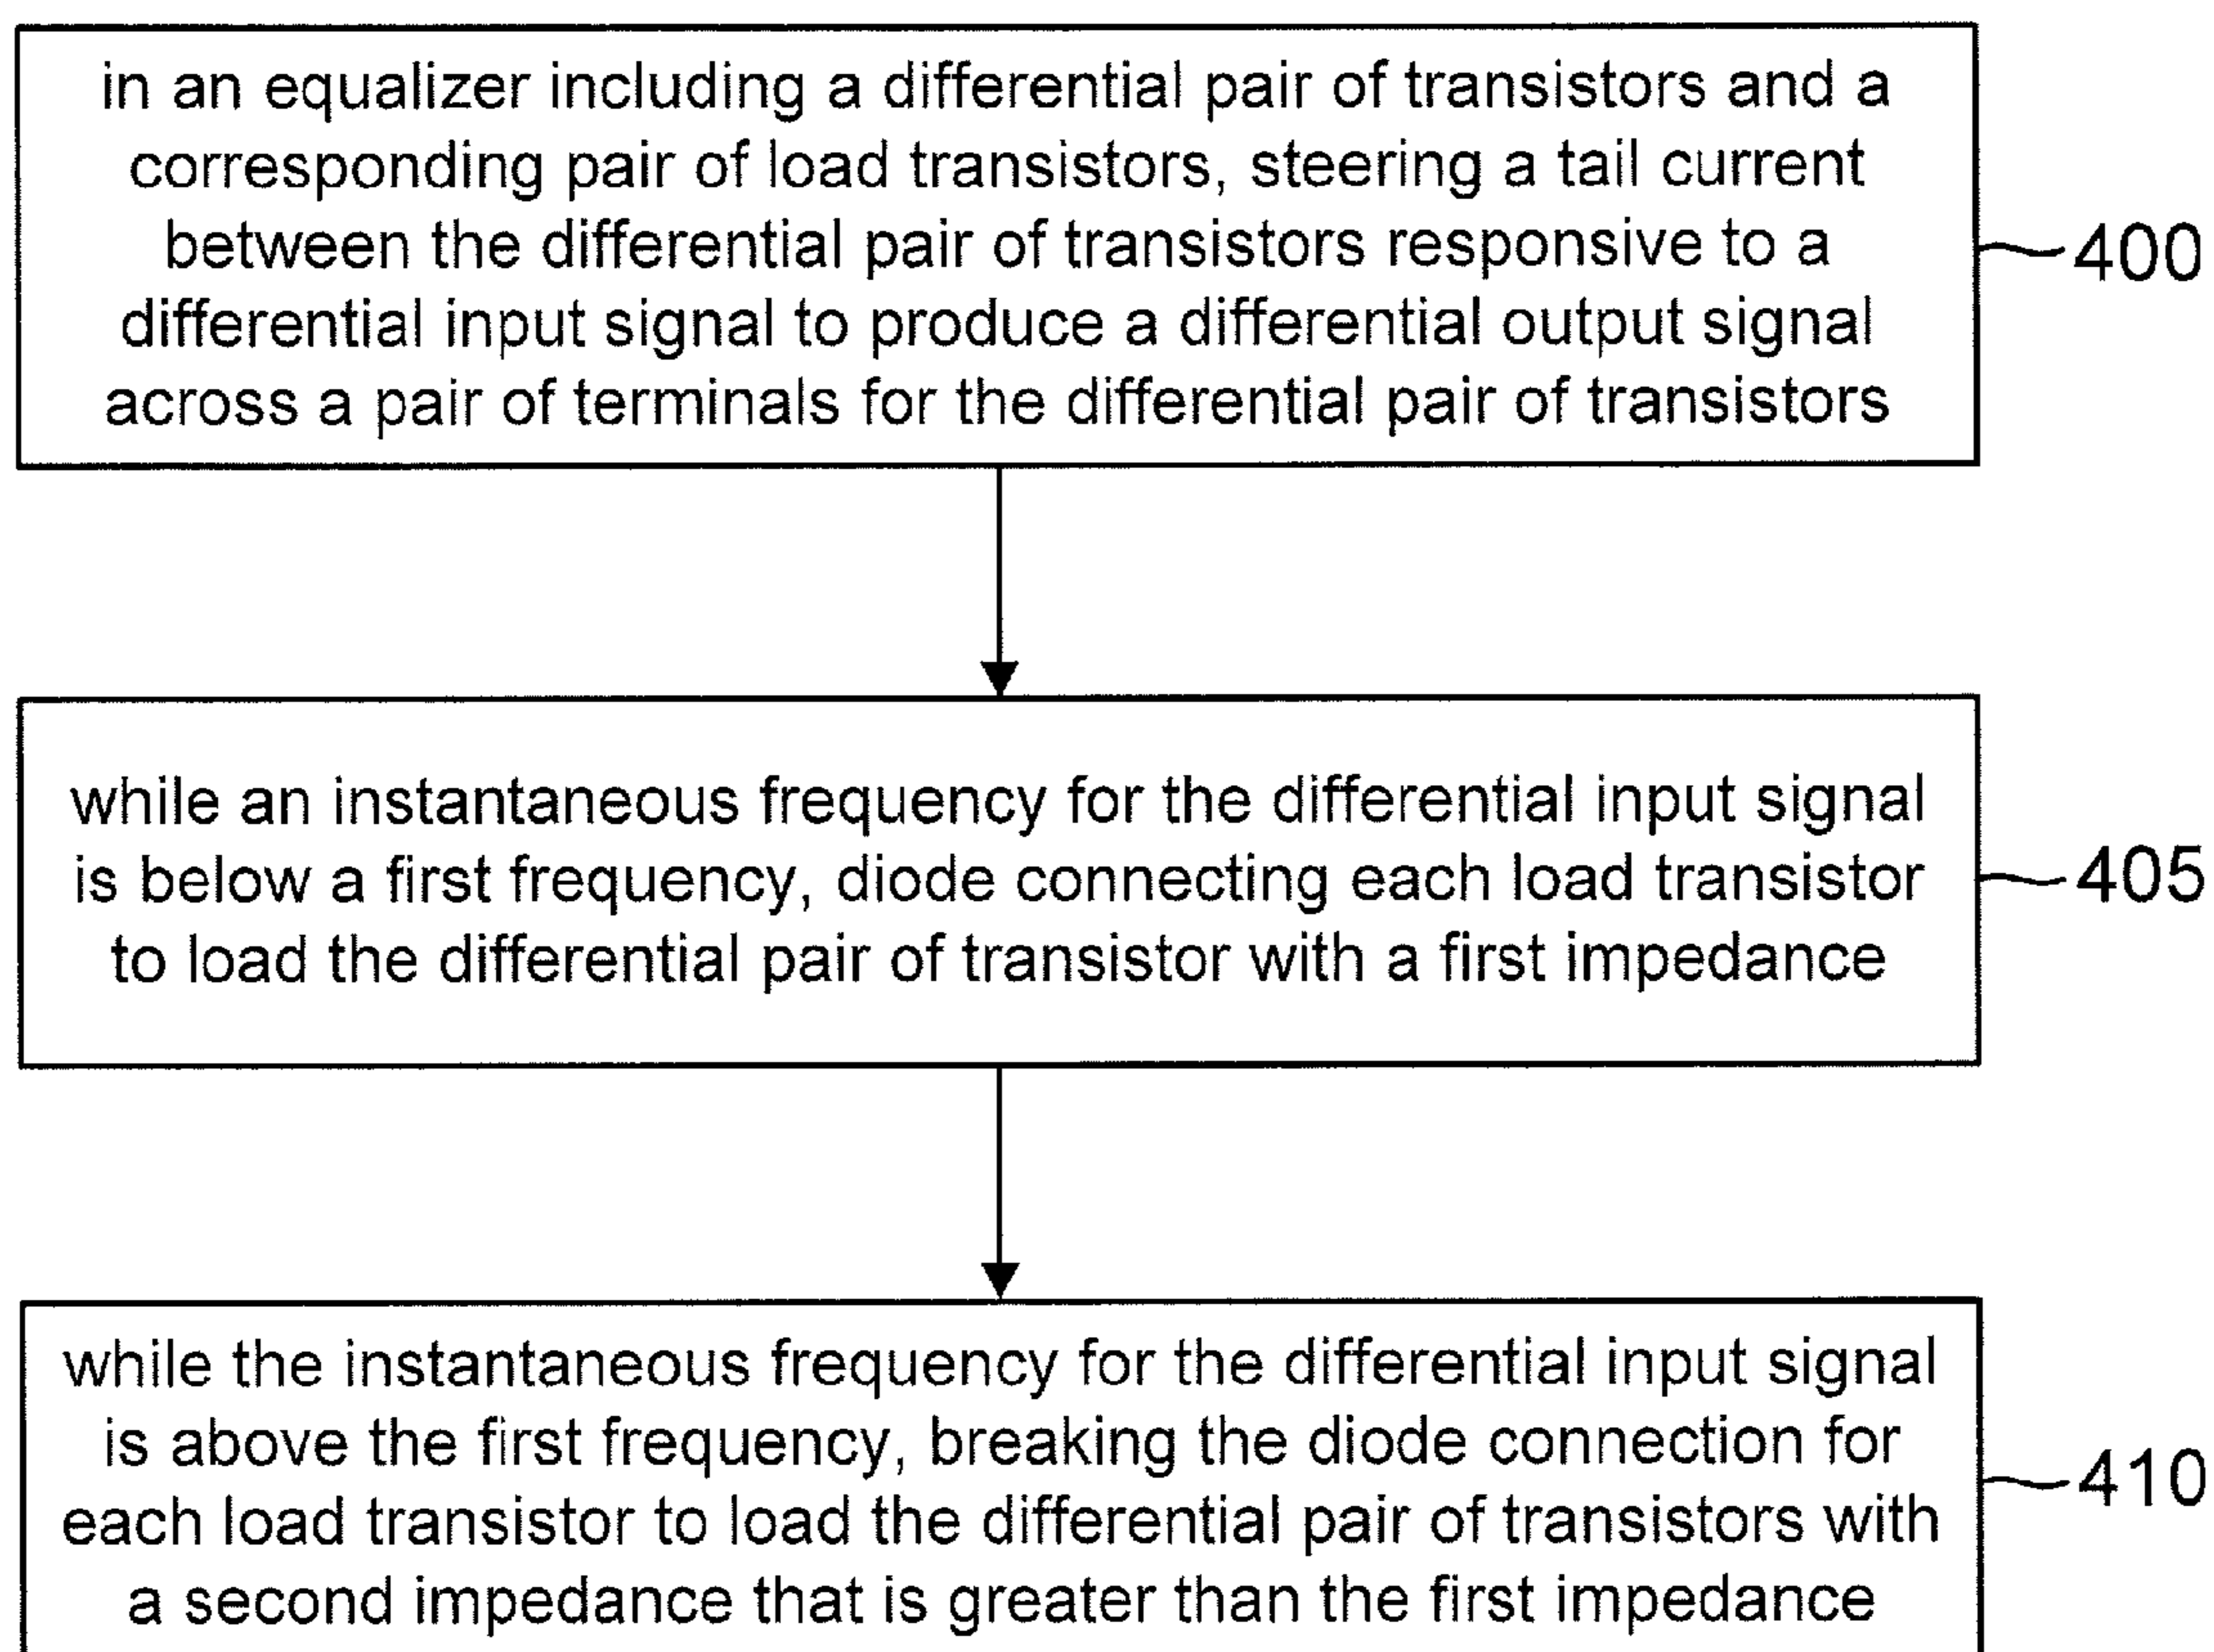 in an equalizer including a differential pair of transistors and a
corresponding pair of load transistors, steering a tail current
between the differential pair of transistors responsive to a
differential input signal to produce a differential output signal
across a pair of terminals for the differential pair of transistors
400
while an instantaneous frequency for the differential input signal
is below a first frequency, diode connecting each load transistor
to load the differential pair of transistor with a first impedance
405
while the instantaneous frequency for the differential input signal
is above the first frequency, breaking the diode connection for
each load transistor to load the differential pair of transistors with
a second impedance that is greater than the first impedance
410